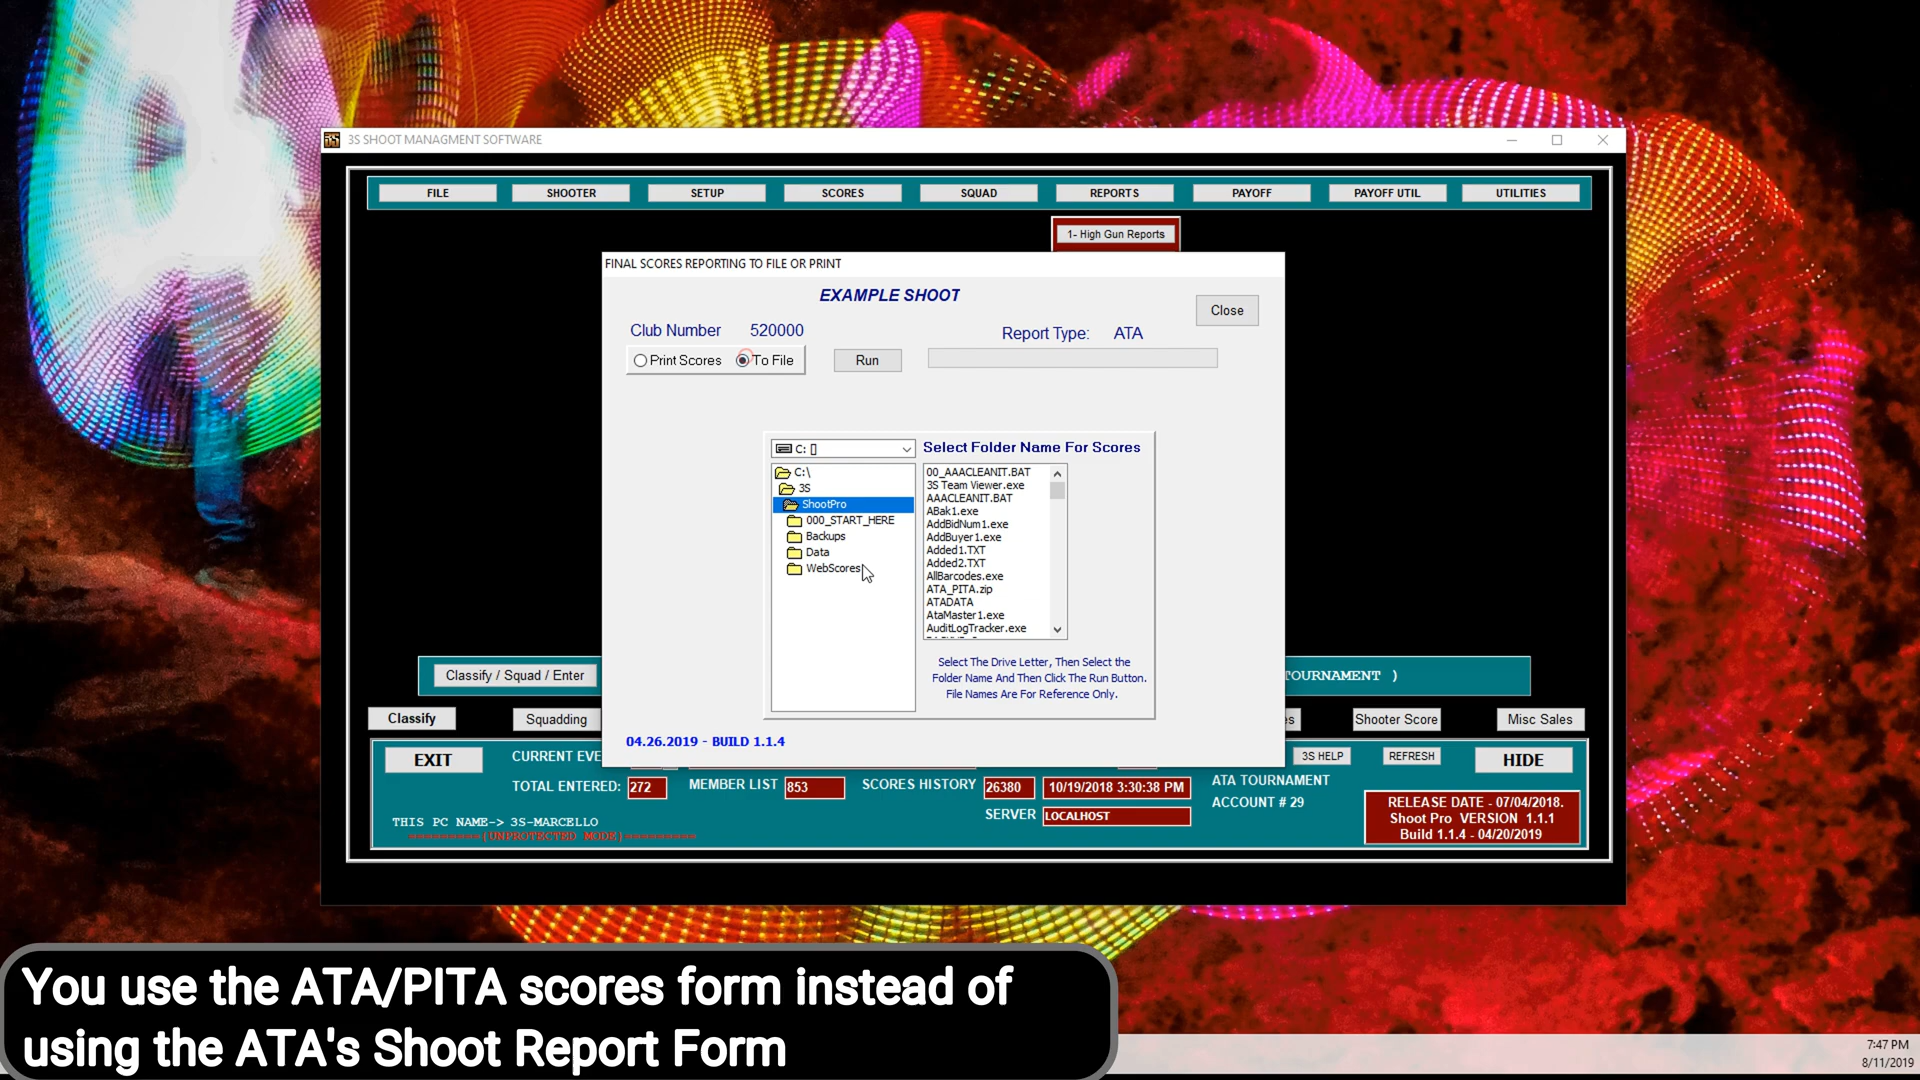 3S SHOOT MANAGMENT SOFTWARE
FILE SHOOTER SETUP SCORES SQUAD REPORTS PAYOFF PAYOFF UTIL UTILITIES
1- High Gun Reports
FINAL SCORES REPORTING TO FILE OR PRINT
EXAMPLE SHOOT
Close
Club Number 520000
Report Type: ATA
Print Scores To File Run
C: []
Select Folder Name For Scores
C:\
3S
ShootPro
000_START_HERE
Backups
Data
WebScores
00_AAACLEANIT.BAT
3S Team Viewer.exe
AAACLEANIT.BAT
ABak1.exe
AddBidNum1.exe
AddBuyer1.exe
Added1.TXT
Added2.TXT
AllBarcodes.exe
ATA_PITA.zip
ATADATA
AtaMaster1.exe
AuditLogTracker.exe
Select The Drive Letter, Then Select the
Folder Name And Then Click The Run Button.
File Names Are For Reference Only.
04.26.2019 - BUILD 1.1.4
Classify / Squad / Enter
TOURNAMENT )
Classify Squadding es Shooter Score Misc Sales
EXIT CURRENT EVE 3S HELP REFRESH HIDE
TOTAL ENTERED: 272 MEMBER LIST 853 SCORES HISTORY 26380 10/19/2018 3:30:38 PM
ATA TOURNAMENT
ACCOUNT # 29
SERVER LOCALHOST
THIS PC NAME-> 3S-MARCELLO
==========(UNPROTECTED MODE)==========
RELEASE DATE - 07/04/2018.
Shoot Pro VERSION 1.1.1
Build 1.1.4 - 04/20/2019
You use the ATA/PITA scores form instead of
using the ATA's Shoot Report Form
7:47 PM
8/11/2019